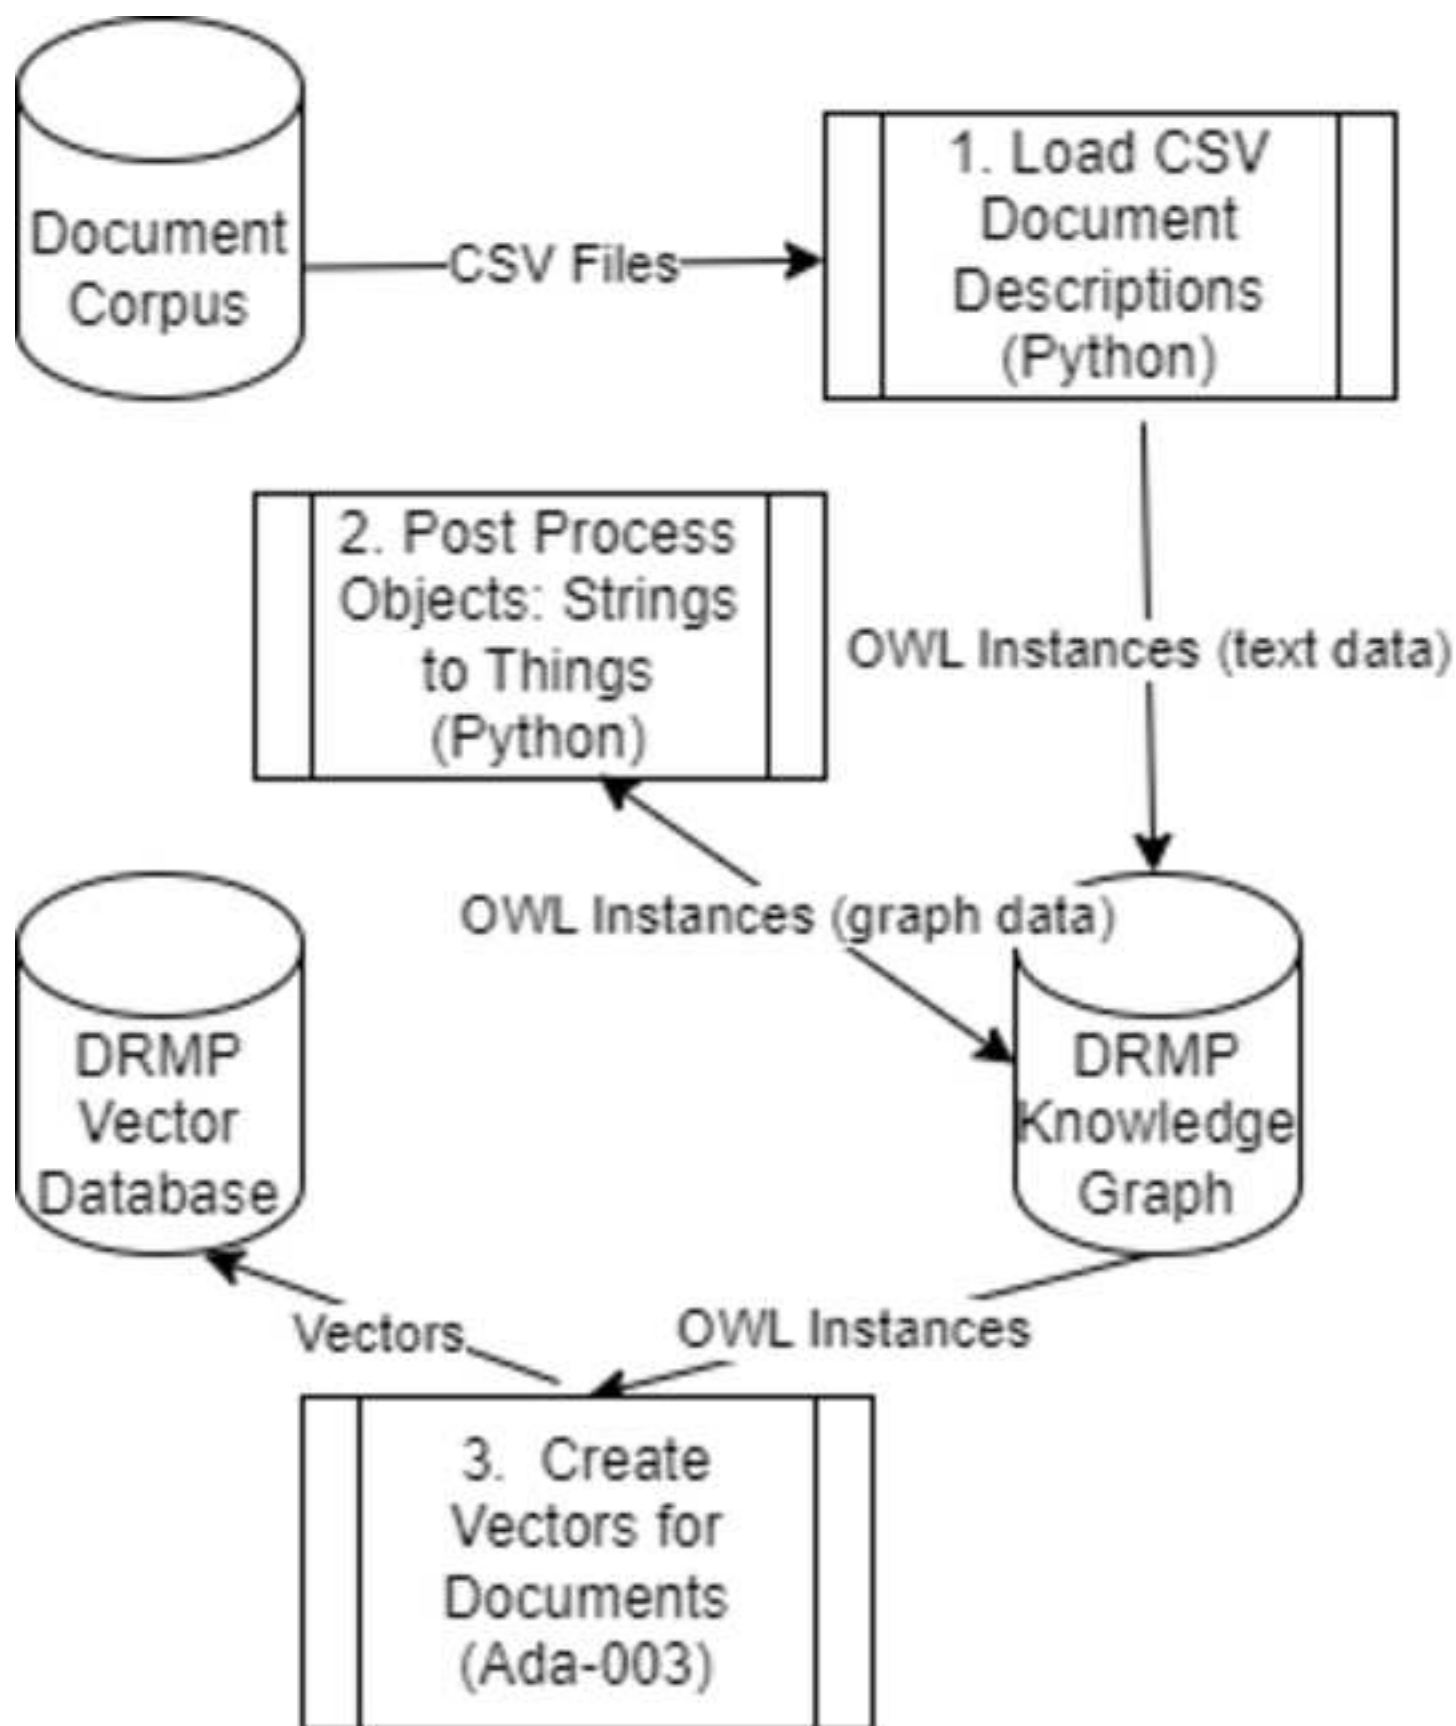 Document
Corpus
CSV Files
1. Load CSV
Document
Descriptions
(Python)
2. Post Process
Objects: Strings
to Things
(Python)
OWL Instances (text data)
OWL Instances (graph data)
DRMP
Vector
Database
DRMP
Knowledge
Graph
Vectors
OWL Instances
3. Create
Vectors for
Documents
(Ada-003)